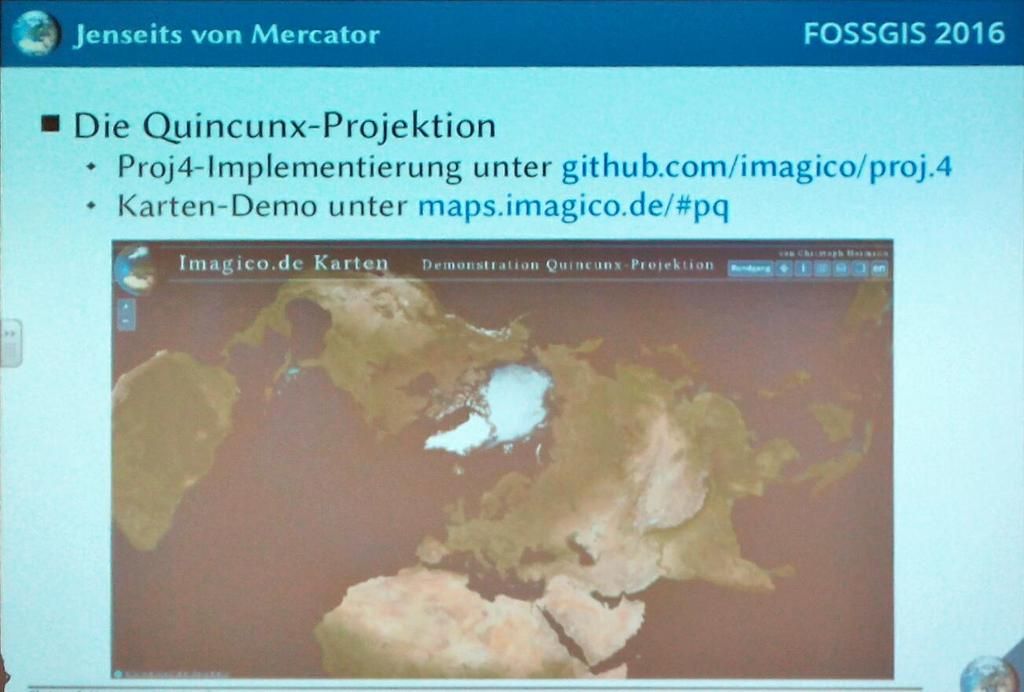 Jenseits von Mercator
FOSSGIS 2016
■ Die Quincunx-Projektion
• Proj4-Implementierung unter github.com/imagico/proj.4
• Karten-Demo unter maps.imagico.de/#pq
Imagico.de Karten
Demonstration Quincunx-Projektion
von Christoph Hormann
Rundgang
en